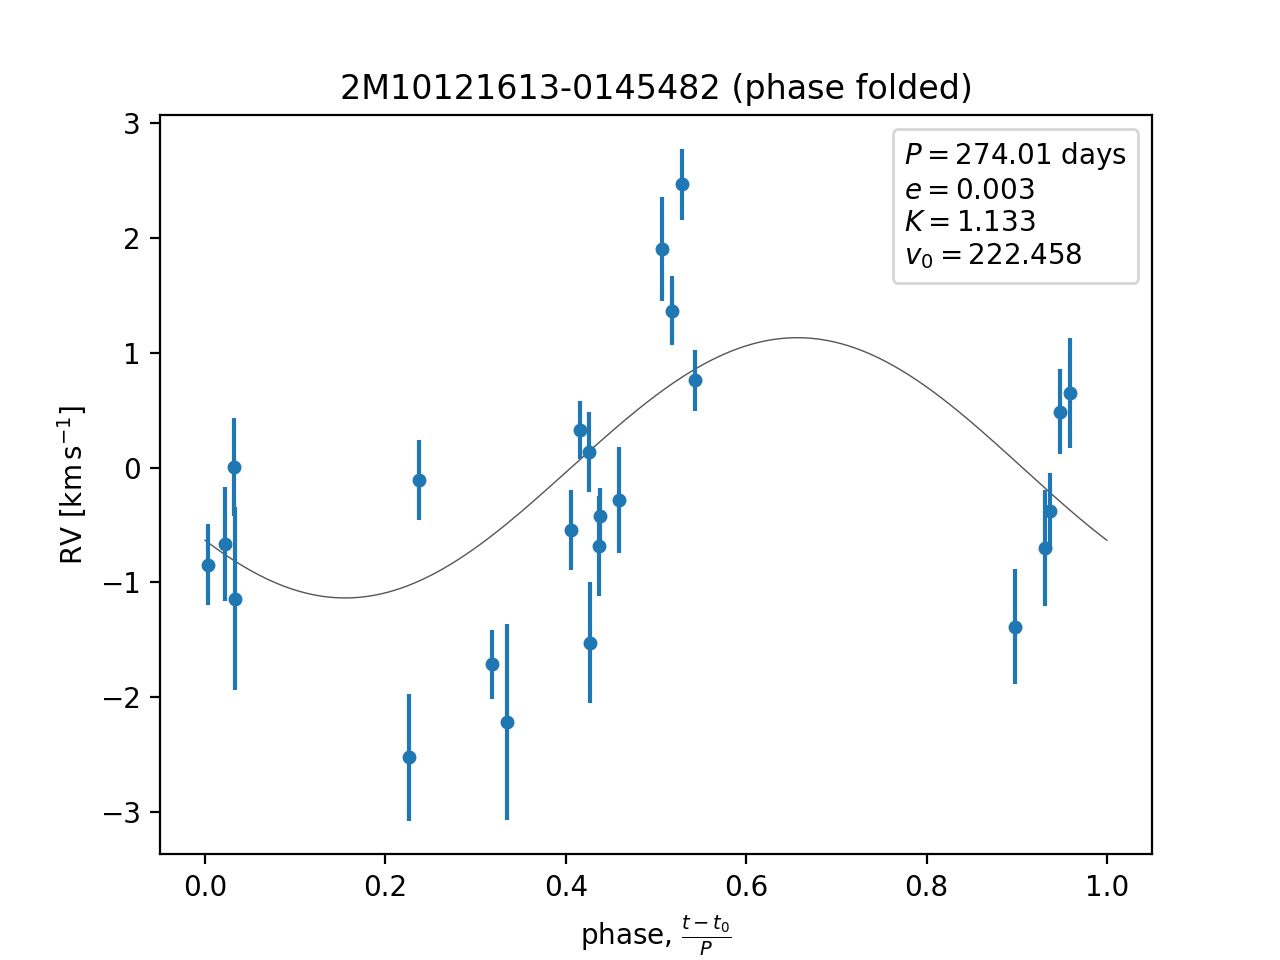 2M10121613-0145482 (phase folded)
P = 274.01 days
e = 0.003
K = 1.133
v₀ = 222.458
3
2
1
0
−1
−2
−3
RV [km s⁻¹]
0.0 0.2 0.4 0.6 0.8 1.0
phase, (t − t₀)/P